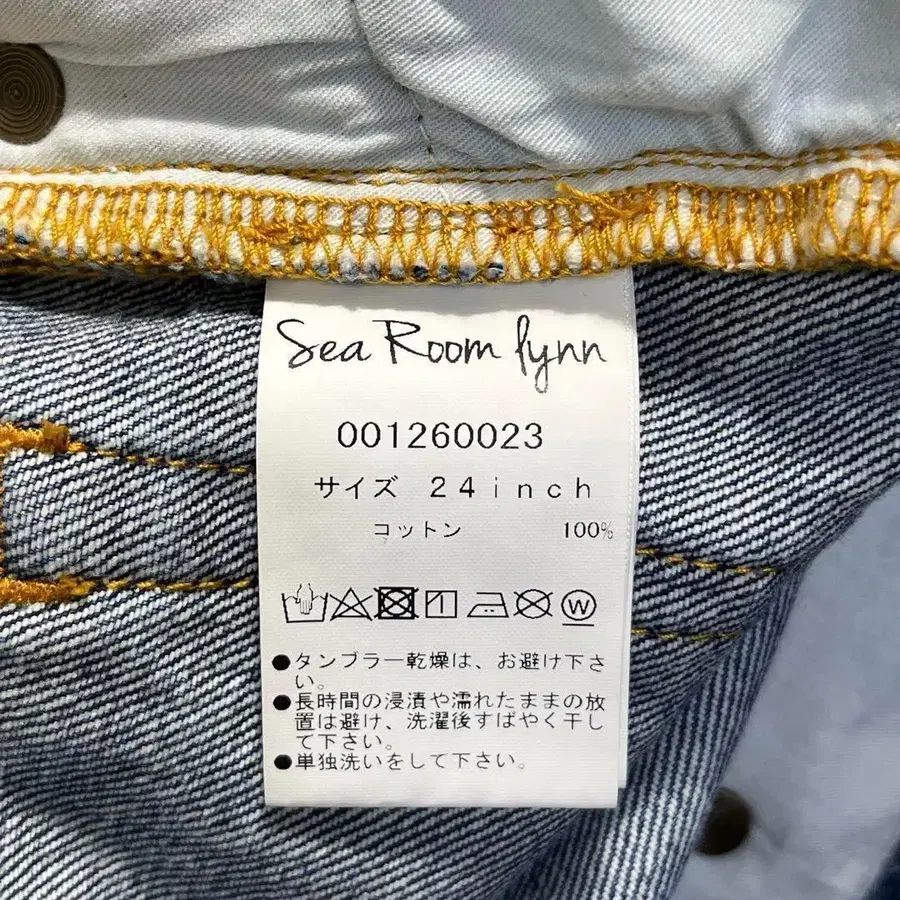 Sea Room lynn
001260023
サイズ 24inch
コットン 100%
W
●タンブラー乾燥は、お避け下さ
い。
●長時間の浸漬や濡れたままの放
置は避け、洗濯後すばやく干し
て下さい。
●単独洗いをして下さい。